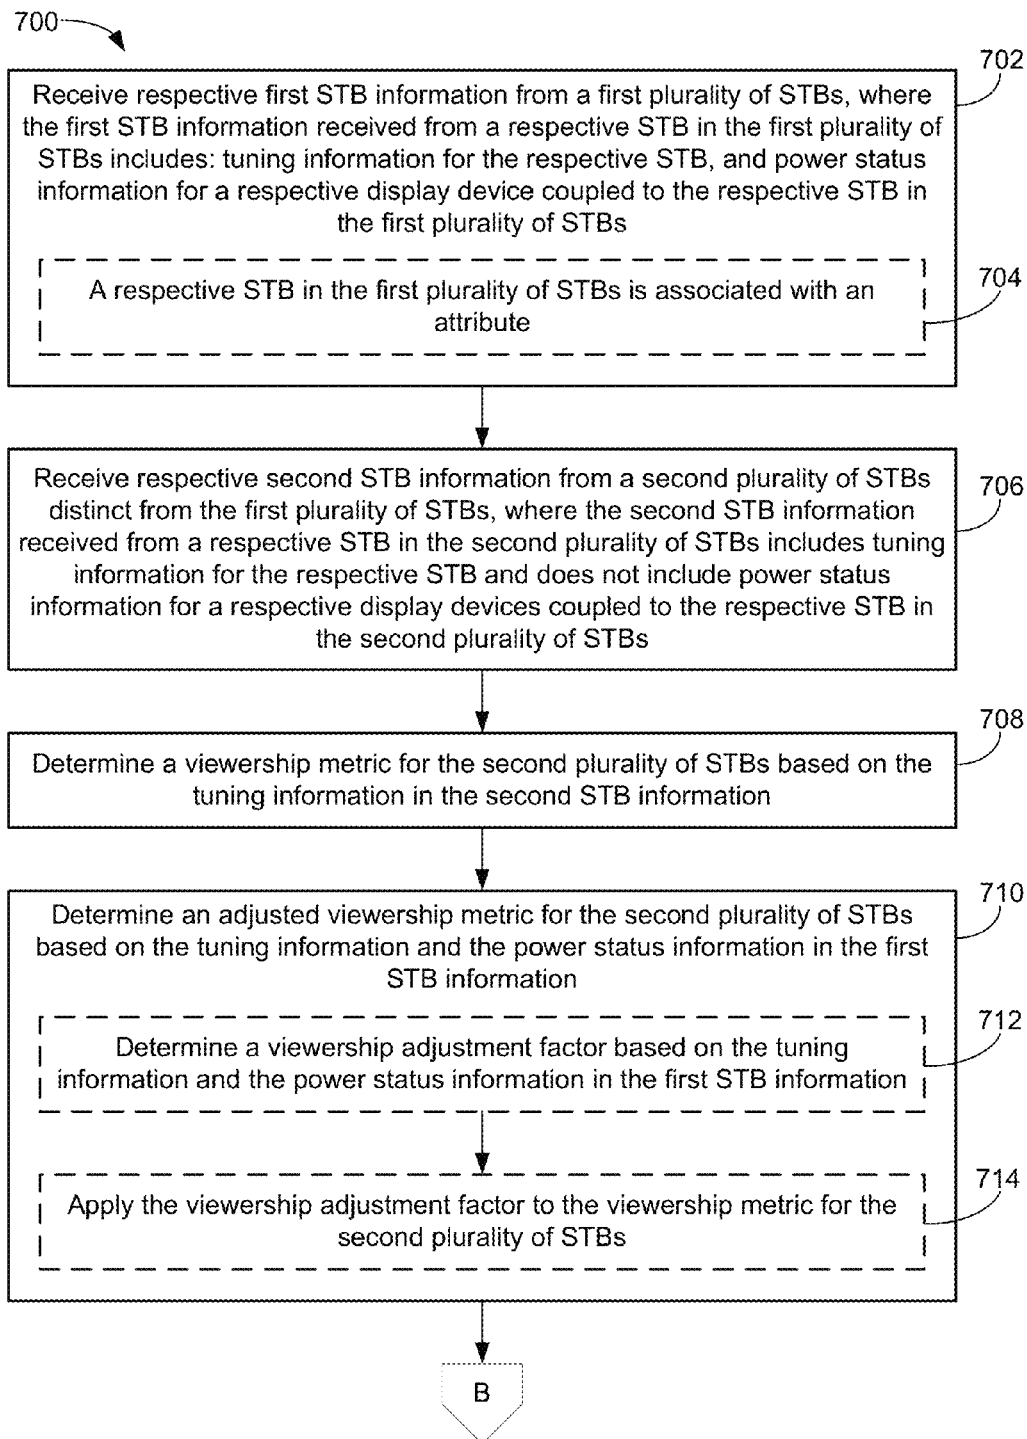 700
702
Receive respective first STB information from a first plurality of STBs, where
the first STB information received from a respective STB in the first plurality of
STBs includes: tuning information for the respective STB, and power status
information for a respective display device coupled to the respective STB in
the first plurality of STBs
704
A respective STB in the first plurality of STBs is associated with an
attribute
706
Receive respective second STB information from a second plurality of STBs
distinct from the first plurality of STBs, where the second STB information
received from a respective STB in the second plurality of STBs includes tuning
information for the respective STB and does not include power status
information for a respective display devices coupled to the respective STB in
the second plurality of STBs
708
Determine a viewership metric for the second plurality of STBs based on the
tuning information in the second STB information
710
Determine an adjusted viewership metric for the second plurality of STBs
based on the tuning information and the power status information in the first
STB information
712
Determine a viewership adjustment factor based on the tuning
information and the power status information in the first STB information
714
Apply the viewership adjustment factor to the viewership metric for the
second plurality of STBs
B